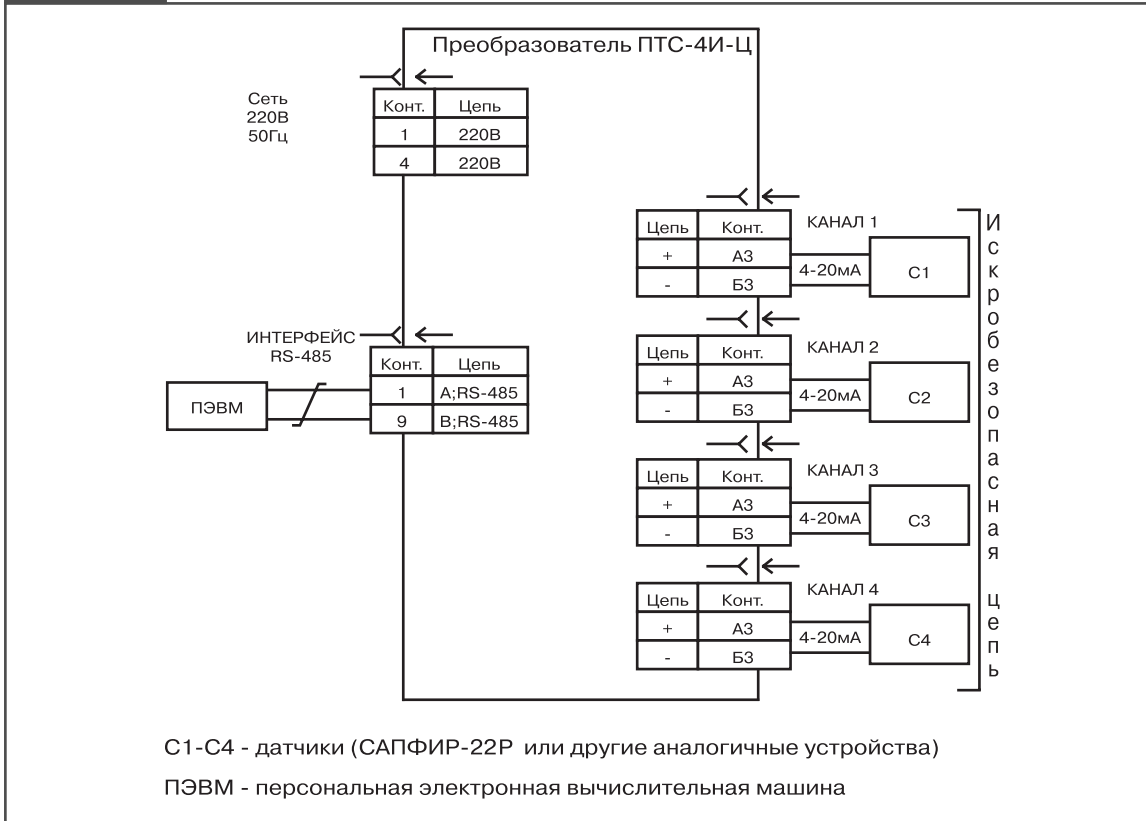 Преобразователь ПТС-4И-Ц
Сеть
220В
50Гц
Конт. Цепь
1 220В
4 220В
ИНТЕРФЕЙС
RS-485
Конт. Цепь
1 A;RS-485
9 B;RS-485
ПЭВМ
Цепь Конт.
+ А3
- Б3
КАНАЛ 1
4-20мА
С1
Цепь Конт.
+ А3
- Б3
КАНАЛ 2
4-20мА
С2
Цепь Конт.
+ А3
- Б3
КАНАЛ 3
4-20мА
С3
Цепь Конт.
+ А3
- Б3
КАНАЛ 4
4-20мА
С4
Искробезопасная цепь
С1-С4 - датчики (САПФИР-22Р или другие аналогичные устройства)
ПЭВМ - персональная электронная вычислительная машина